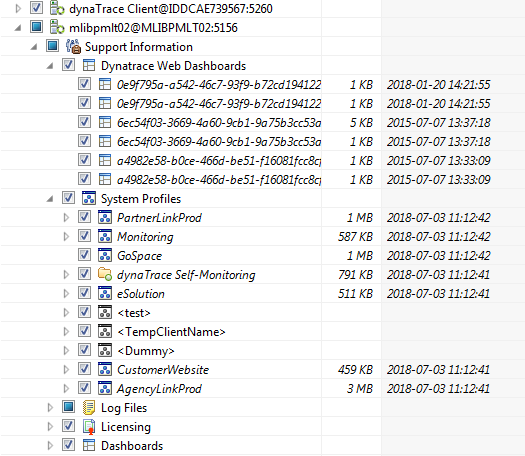 dynaTrace Client@IDDCAE739567:5260
mlibpmlt02@MLIBPMLT02:5156
Support Information
Dynatrace Web Dashboards
0e9f795a-a542-46c7-93f9-b72cd194122 1 KB 2018-01-20 14:21:55
0e9f795a-a542-46c7-93f9-b72cd194122 1 KB 2018-01-20 14:21:55
6ec54f03-3669-4a60-9cb1-9a75b3cc53a 5 KB 2015-07-07 13:37:18
6ec54f03-3669-4a60-9cb1-9a75b3cc53a 1 KB 2015-07-07 13:37:18
a4982e58-b0ce-466d-be51-f16081fcc8cf 1 KB 2015-07-07 13:33:09
a4982e58-b0ce-466d-be51-f16081fcc8cf 1 KB 2015-07-07 13:33:09
System Profiles
PartnerLinkProd 1 MB 2018-07-03 11:12:42
Monitoring 587 KB 2018-07-03 11:12:42
GoSpace 1 MB 2018-07-03 11:12:42
dynaTrace Self-Monitoring 791 KB 2018-07-03 11:12:41
eSolution 511 KB 2018-07-03 11:12:41
<test>
<TempClientName>
<Dummy>
CustomerWebsite 459 KB 2018-07-03 11:12:41
AgencyLinkProd 3 MB 2018-07-03 11:12:41
Log Files
Licensing
Dashboards